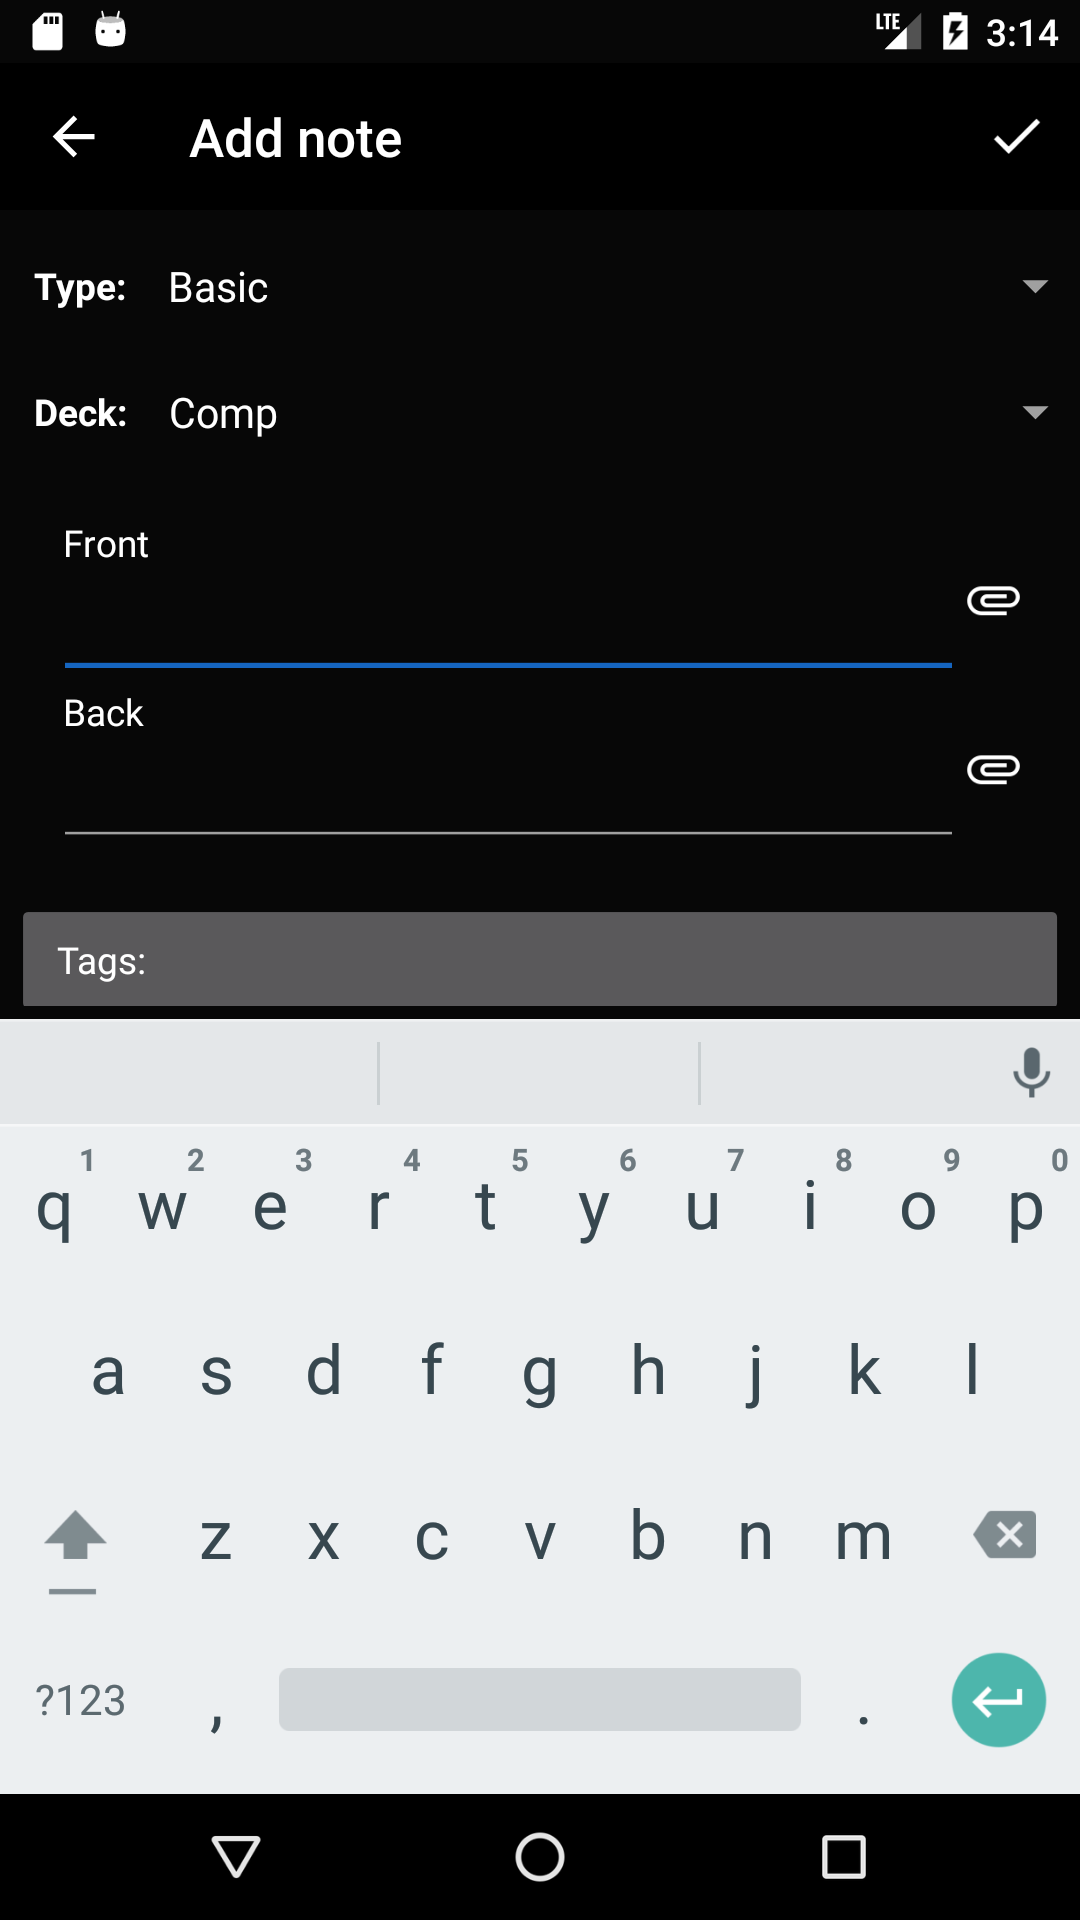 LTE 3:14
Add note
Type: Basic
Deck: Comp
Front
Back
Tags:
1 2 3 4 5 6 7 8 9 0
q w e r t y u i o p
a s d f g h j k l
z x c v b n m
?123 , .